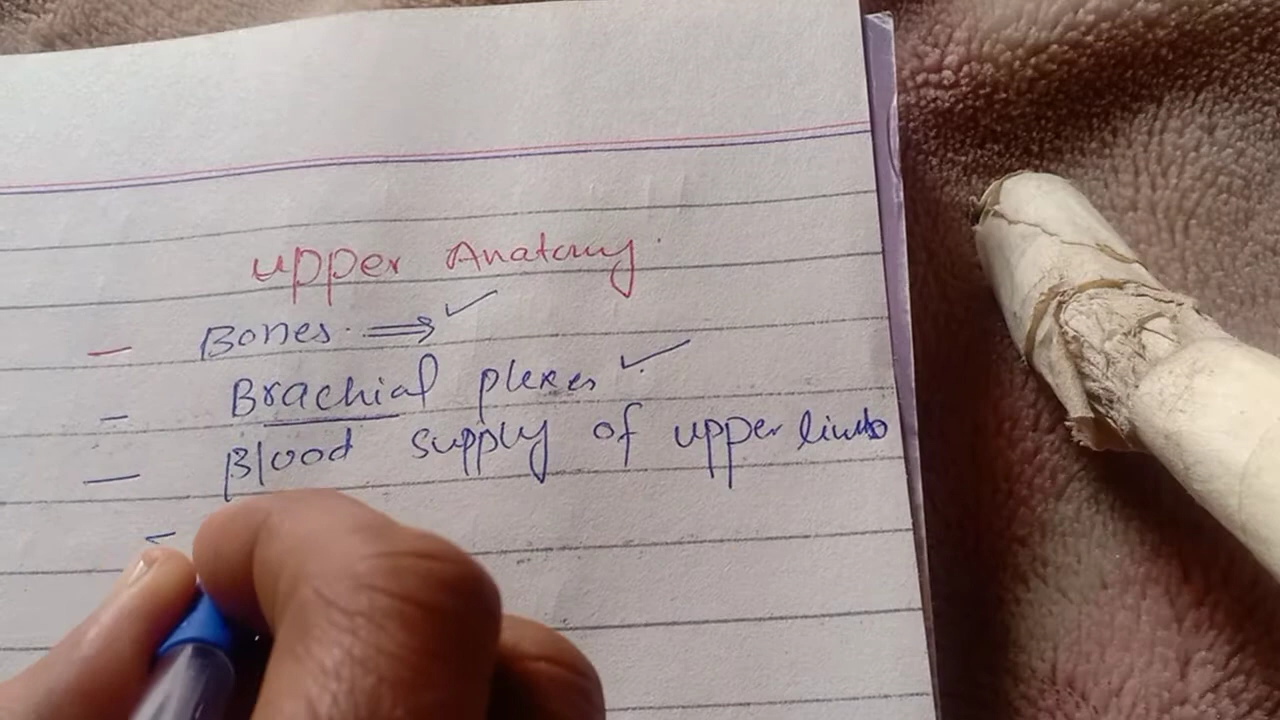 upper Anatomy
- Bones ⇒ ✓
- Brachial plexes ✓
- Blood supply of upper limb
-